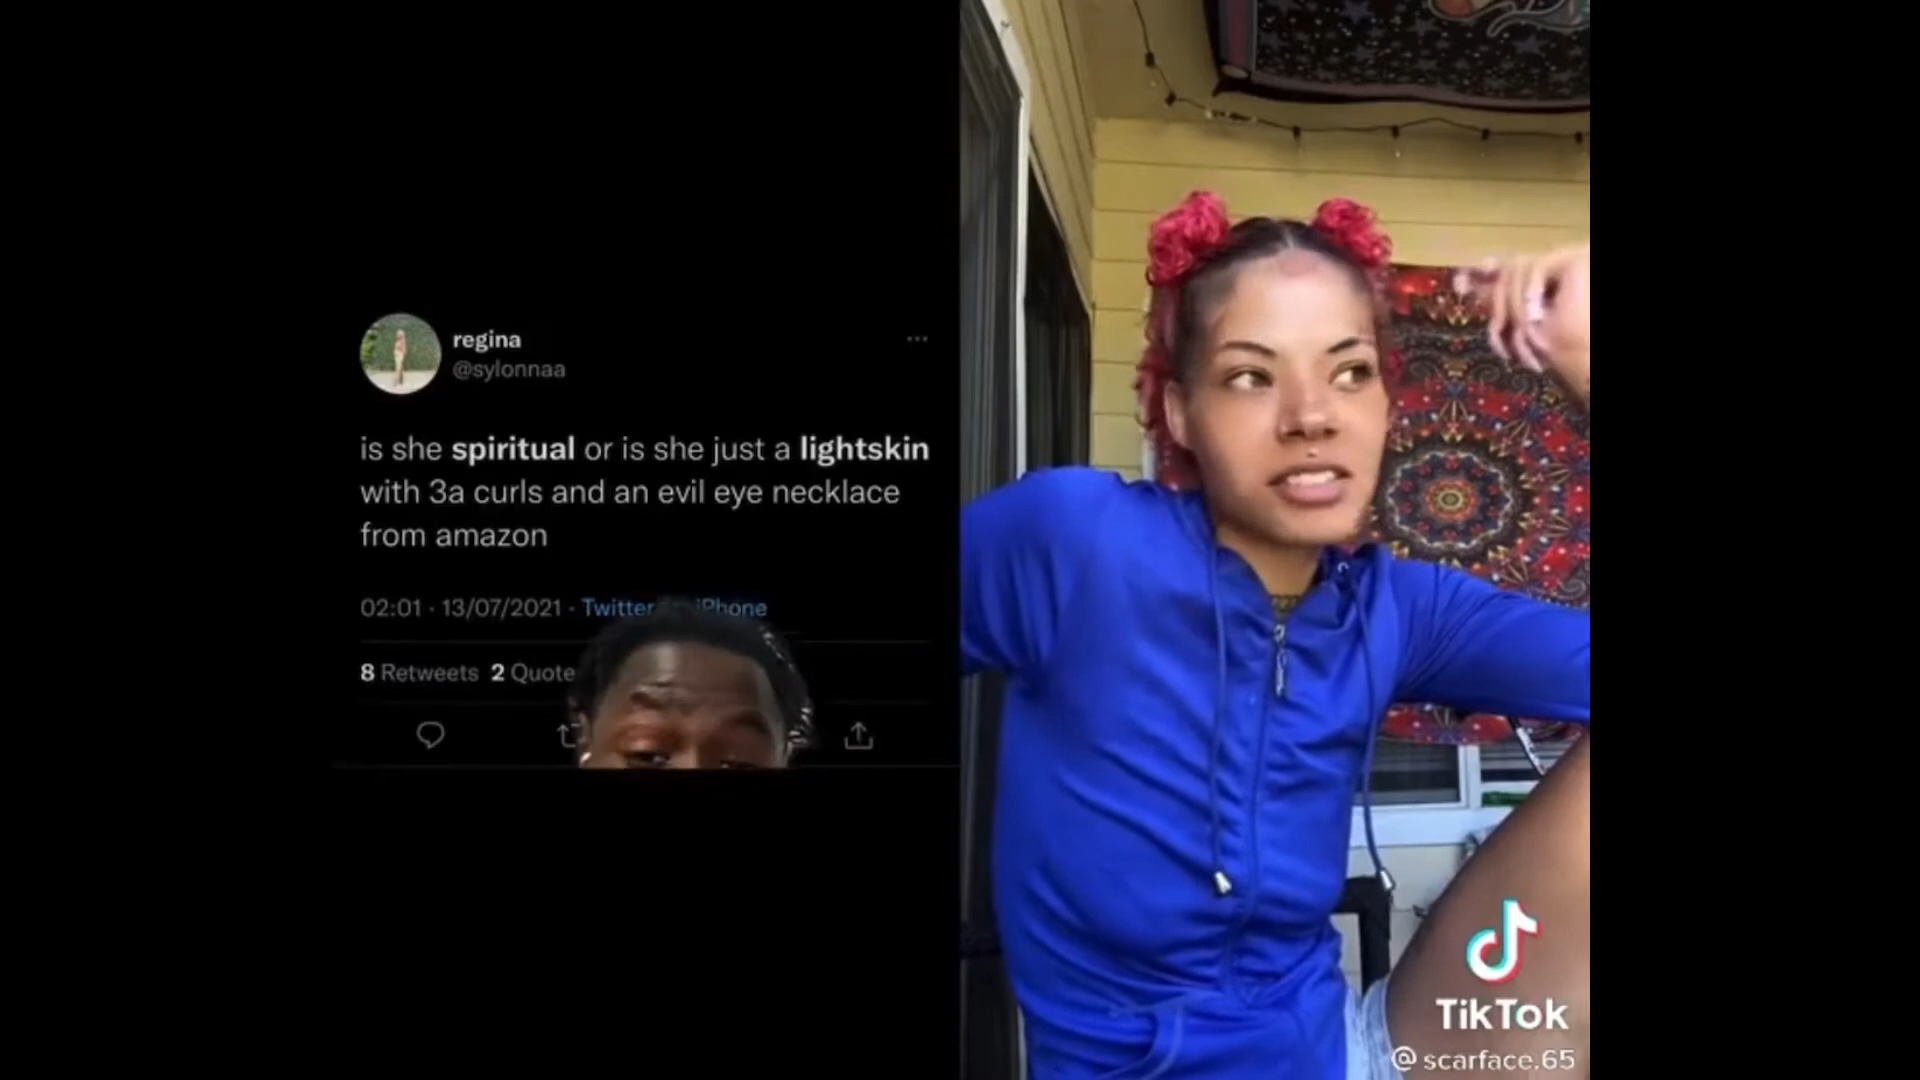 regina
@sylonnaa
is she spiritual or is she just a lightskin
with 3a curls and an evil eye necklace
from amazon
02:01 · 13/07/2021 · Twitter iPhone
8 Retweets 2 Quote
TikTok
@scarface.65